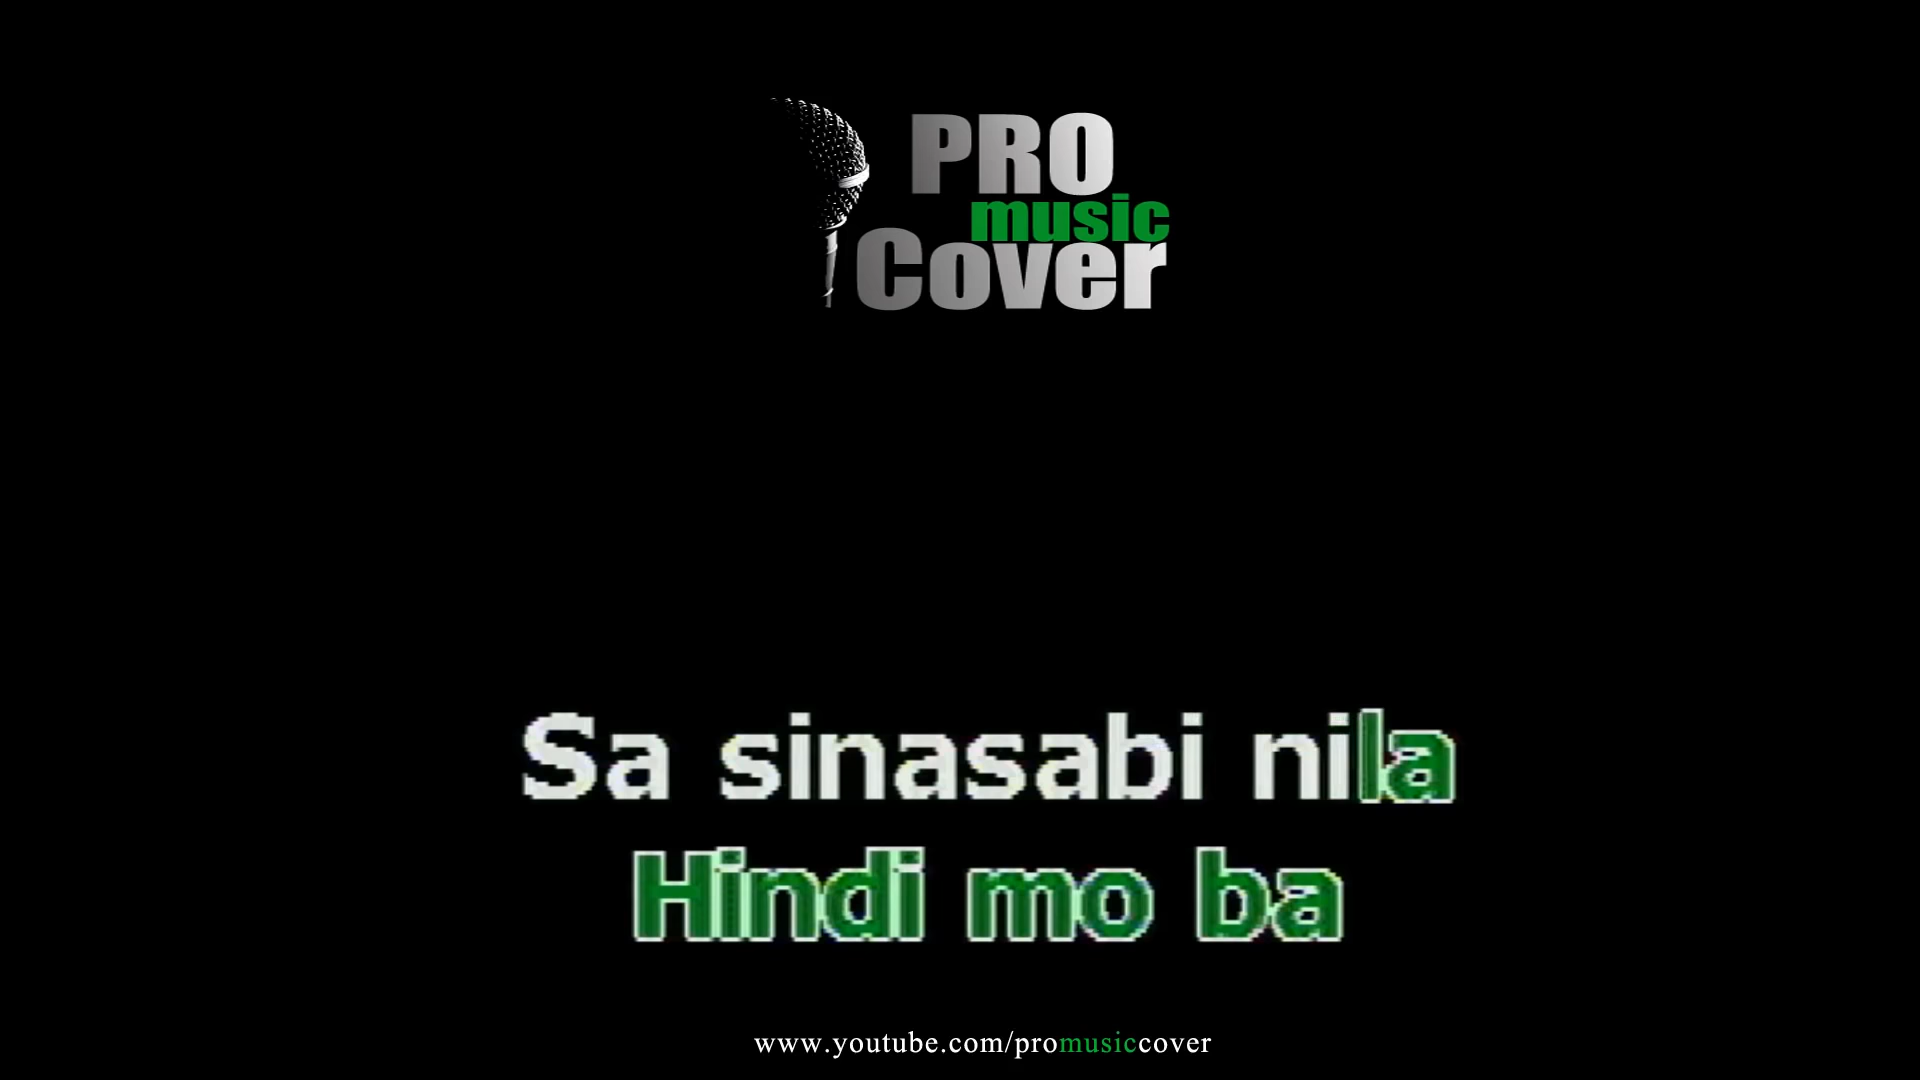 PRO
music
Cover
Sa sinasabi nila
Hindi mo ba
www.youtube.com/promusiccover